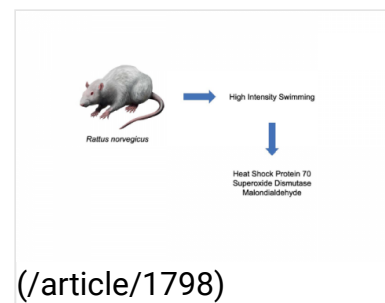 High Intensity Swimming
Rattus norvegicus
Heat Shock Protein 70
Superoxide Dismutase
Malondialdehyde
(/article/1798)